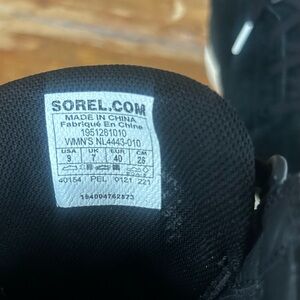 SOREL.COM
MADE IN CHINA
Fabriqué En Chine
1951281010
WMN'S NL4443-010
USA UK EUR CM
9 7 40 26
40154 PEL 0121 221
194004762573